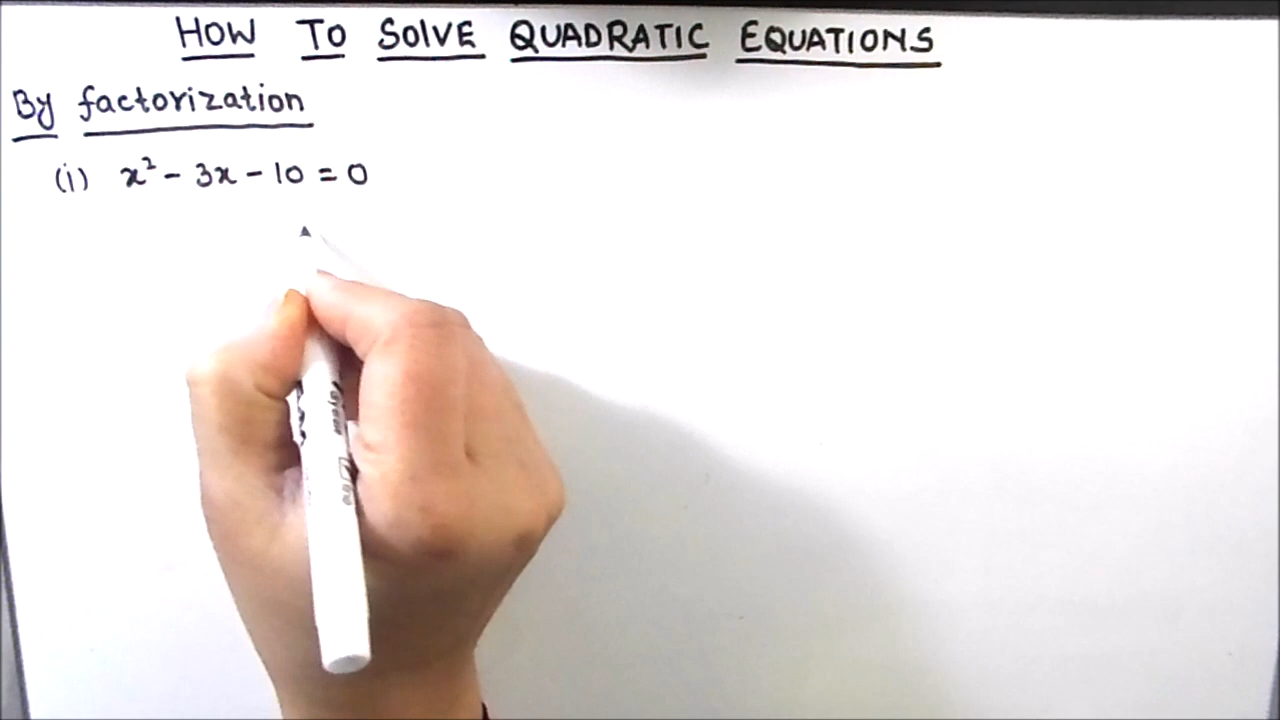 HOW TO SOLVE QUADRATIC EQUATIONS
By factorization
(i) x² - 3x - 10 = 0